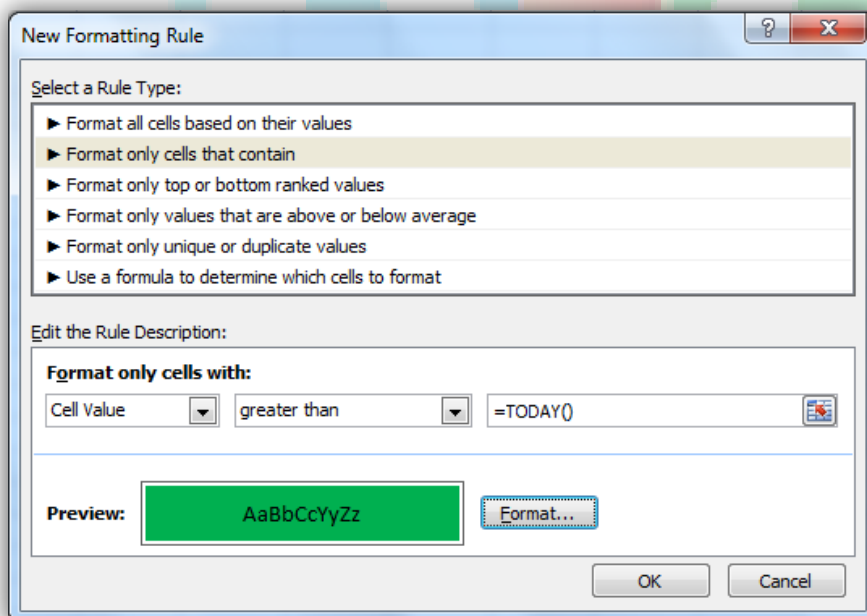 New Formatting Rule
?
X
Select a Rule Type:
► Format all cells based on their values
► Format only cells that contain
► Format only top or bottom ranked values
► Format only values that are above or below average
► Format only unique or duplicate values
► Use a formula to determine which cells to format
Edit the Rule Description:
Format only cells with:
Cell Value greater than =TODAY()
Preview: AaBbCcYyZz Format...
OK Cancel